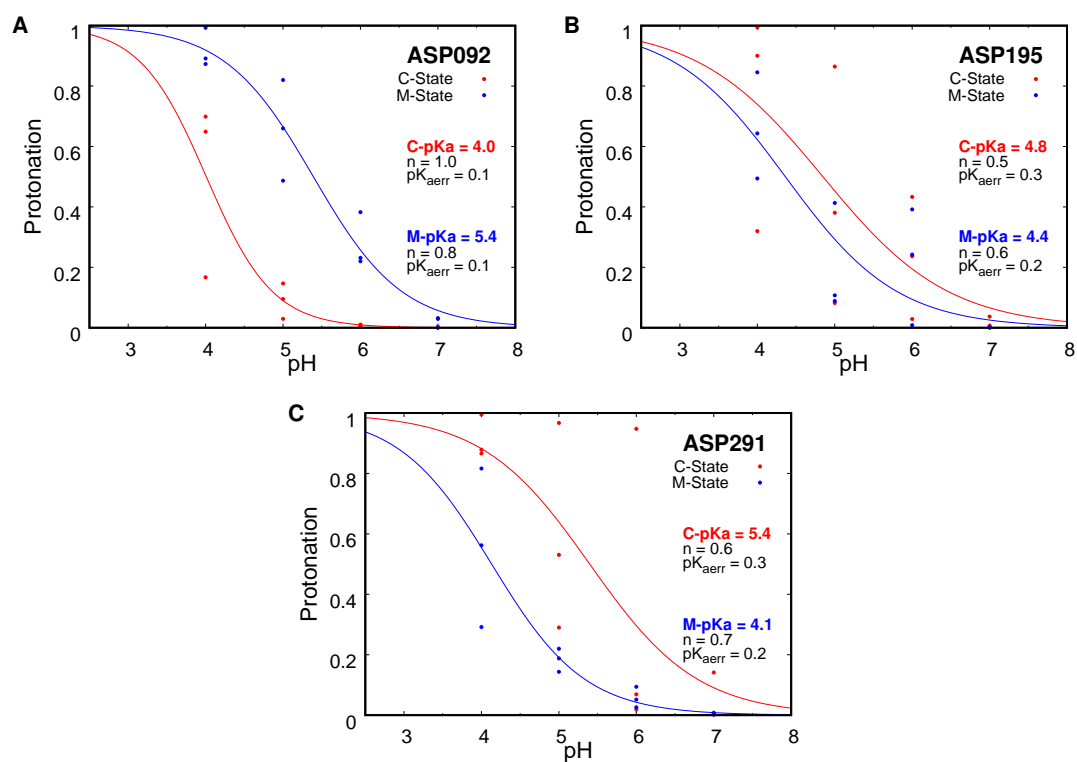 A
ASP092
C-State
M-State
C-pKa = 4.0
n = 1.0
pKaerr = 0.1
M-pKa = 5.4
n = 0.8
pKaerr = 0.1
Protonation
1
0.8
0.6
0.4
0.2
0
3 4 5 6 7 8
pH
B
ASP195
C-State
M-State
C-pKa = 4.8
n = 0.5
pKaerr = 0.3
M-pKa = 4.4
n = 0.6
pKaerr = 0.2
Protonation
1
0.8
0.6
0.4
0.2
0
3 4 5 6 7 8
pH
C
ASP291
C-State
M-State
C-pKa = 5.4
n = 0.6
pKaerr = 0.3
M-pKa = 4.1
n = 0.7
pKaerr = 0.2
Protonation
1
0.8
0.6
0.4
0.2
0
3 4 5 6 7 8
pH